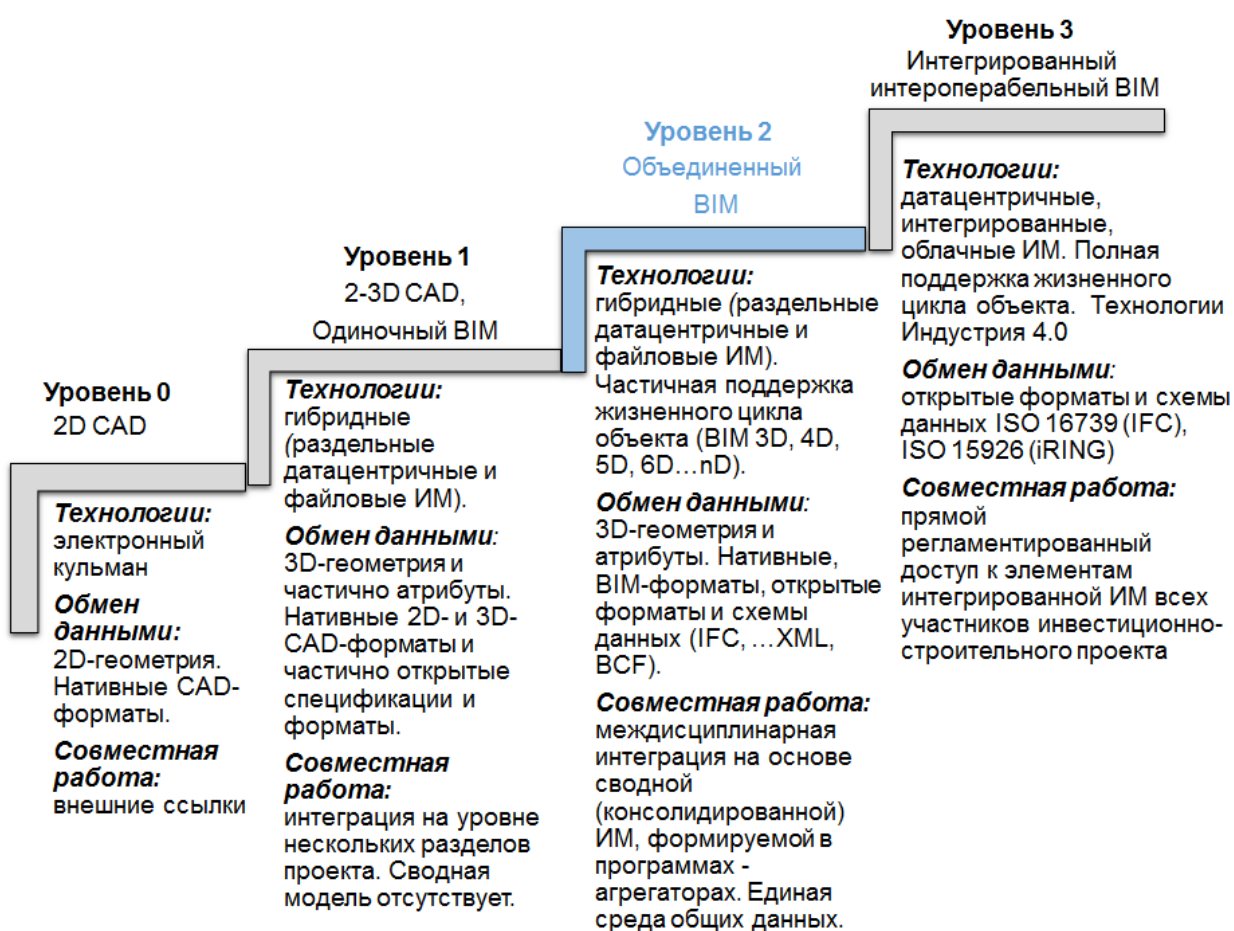 Уровень 0
2D CAD
Технологии:
электронный
кульман
Обмен
данными:
2D-геометрия.
Нативные CAD-
форматы.
Совместная
работа:
внешние ссылки
Уровень 1
2-3D CAD,
Одиночный BIM
Технологии:
гибридные
(раздельные
датацентричные и
файловые ИМ).
Обмен данными:
3D-геометрия и
частично атрибуты.
Нативные 2D- и 3D-
CAD-форматы и
частично открытые
спецификации и
форматы.
Совместная
работа:
интеграция на уровне
нескольких разделов
проекта. Сводная
модель отсутствует.
Уровень 2
Объединенный
BIM
Технологии:
гибридные (раздельные
датацентричные и
файловые ИМ).
Частичная поддержка
жизненного цикла
объекта (BIM 3D, 4D,
5D, 6D…nD).
Обмен данными:
3D-геометрия и
атрибуты. Нативные,
BIM-форматы, открытые
форматы и схемы
данных (IFC, …XML,
BCF).
Совместная работа:
междисциплинарная
интеграция на основе
сводной
(консолидированной)
ИМ, формируемой в
программах -
агрегаторах. Единая
среда общих данных.
Уровень 3
Интегрированный
интероперабельный BIM
Технологии:
датацентричные,
интегрированные,
облачные ИМ. Полная
поддержка жизненного
цикла объекта. Технологии
Индустрия 4.0
Обмен данными:
открытые форматы и схемы
данных ISO 16739 (IFC),
ISO 15926 (iRING)
Совместная работа:
прямой
регламентированный
доступ к элементам
интегрированной ИМ всех
участников инвестиционно-
строительного проекта